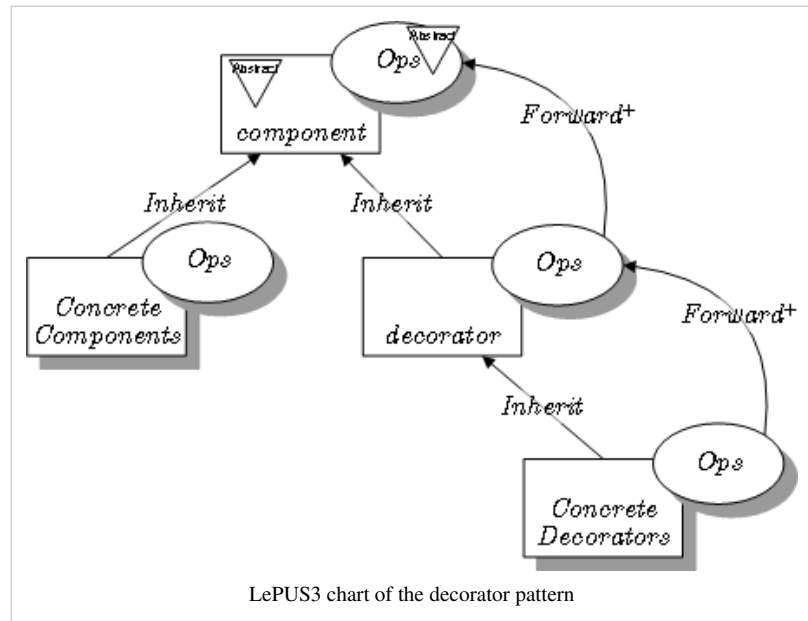 Abstract
Ops
Abstract
component
Forward+
Inherit
Inherit
Ops
Ops
Concrete
Components
decorator
Forward+
Inherit
Ops
Concrete
Decorators
LePUS3 chart of the decorator pattern